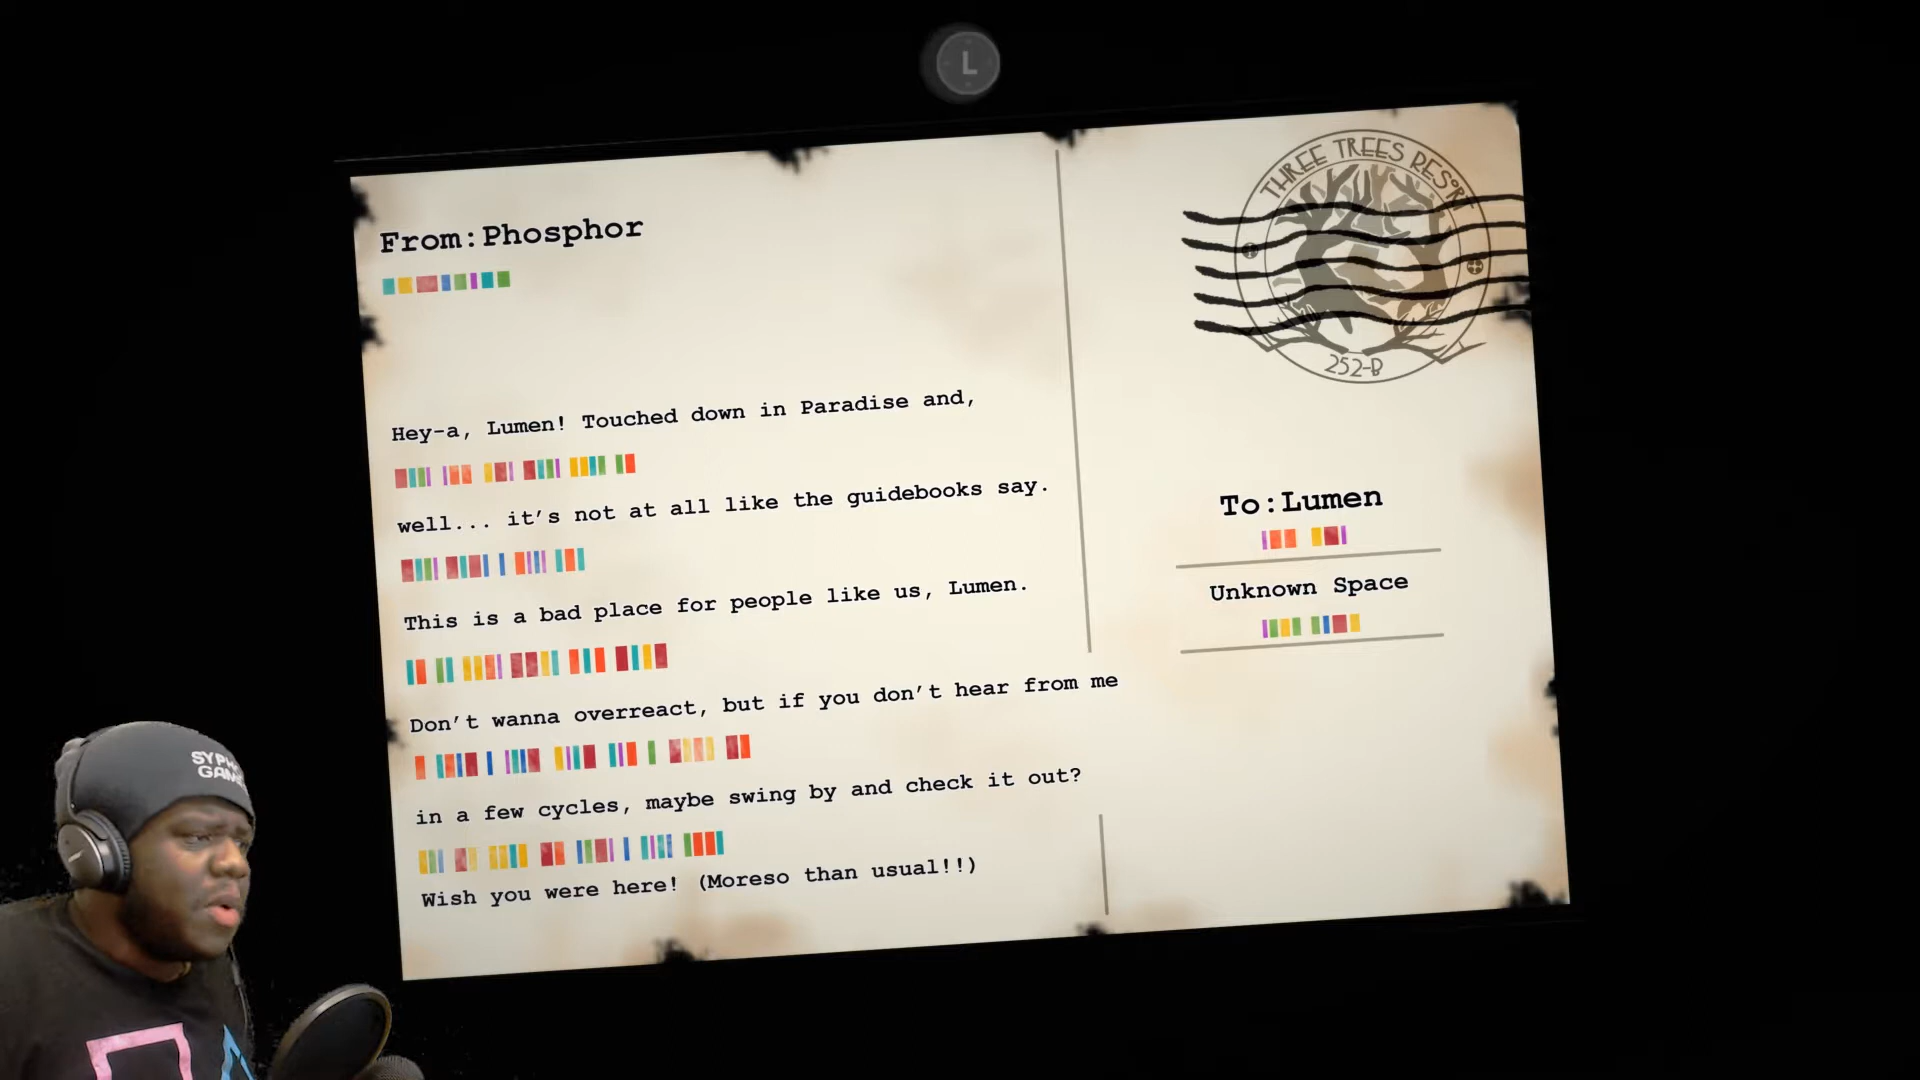 L
From:Phosphor
Hey-a, Lumen! Touched down in Paradise and,
well... it's not at all like the guidebooks say.
This is a bad place for people like us, Lumen.
Don't wanna overreact, but if you don't hear from me
in a few cycles, maybe swing by and check it out?
Wish you were here! (Moreso than usual!!)
THREE TREES RESORT
252-B
To:Lumen
Unknown Space